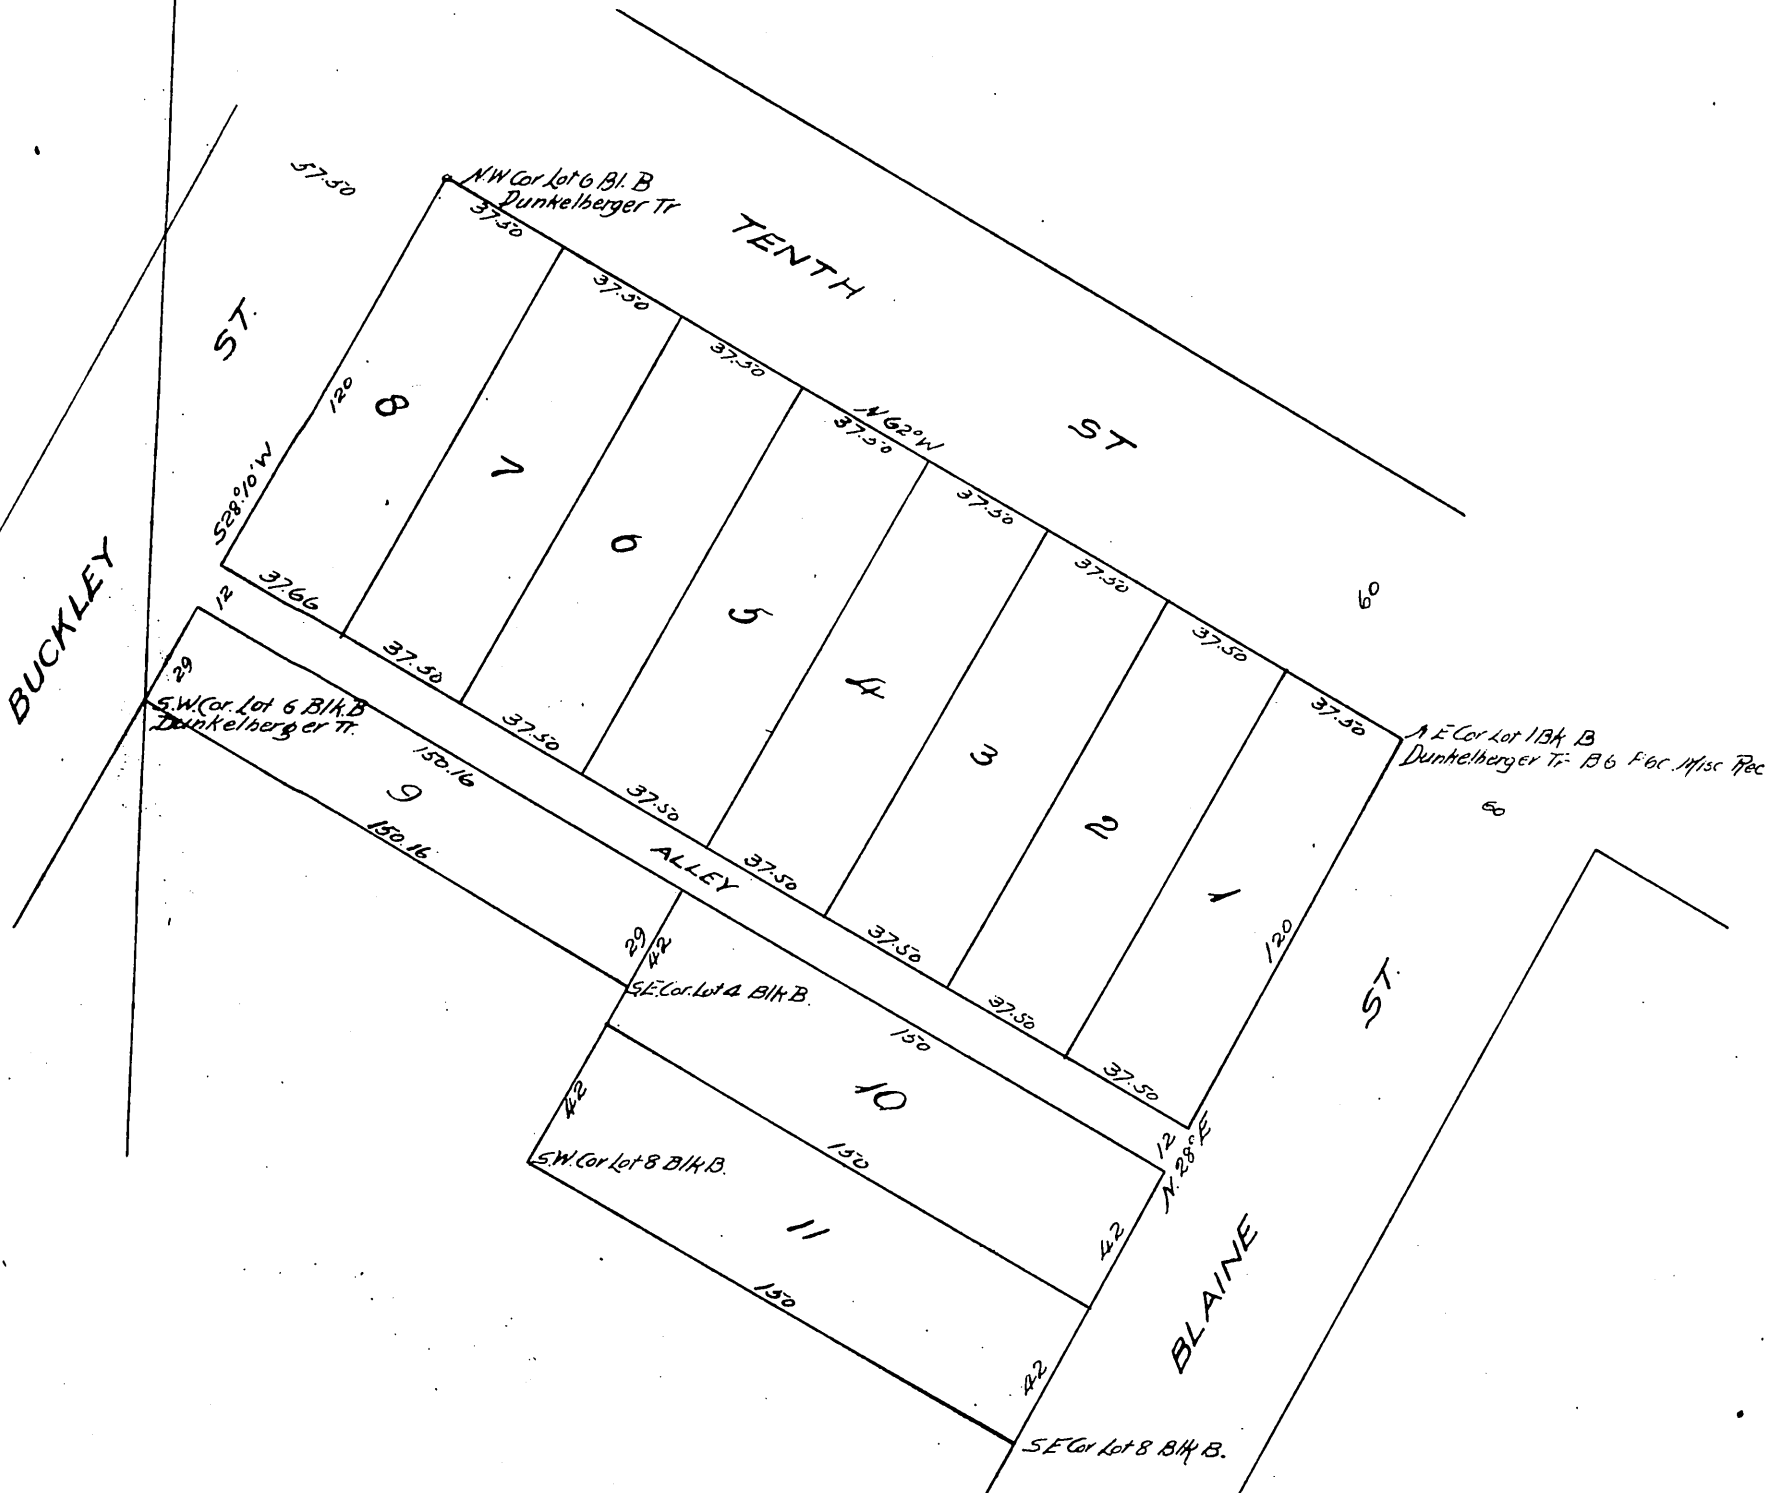 57.50
N.W Cor Lot 6 Bl. B
Dunkelberger Tr
TENTH
ST
60
N 62° W
37.50
37.50
37.50
37.50
37.50
37.50
37.50
37.50
N E Cor Lot 1 Bk B
Dunkelberger Tr B6 Misc Rec
60
BUCKLEY
ST.
S28°10'W
120
8
7
6
5
4
3
2
1
120
37.66
37.50
37.50
37.50
37.50
37.50
37.50
37.50
12
29
S.W Cor. Lot 6 Blk. B
Dunkelberger Tr.
150.16
9
150.16
ALLEY
29
42
S.E. Cor. Lot 4 Blk B.
150
10
12
N. 28° E
42
150
42
S.W. Cor Lot 8 Blk B.
11
150
42
BLAINE
ST.
S E Cor Lot 8 Blk B.